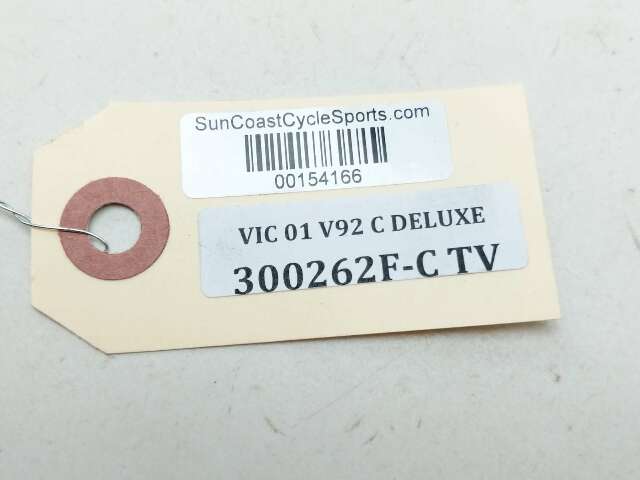 SunCoastCycleSports.com
00154166
VIC 01 V92 C DELUXE
300262F-C TV